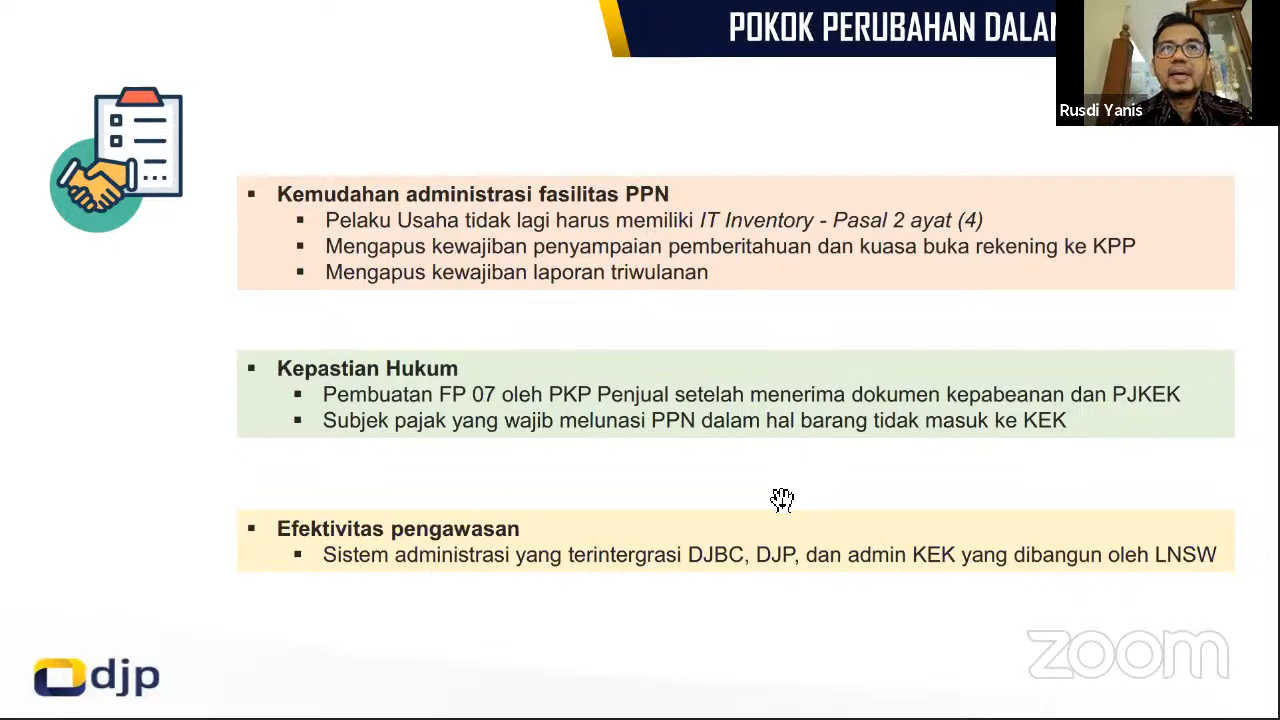 POKOK PERUBAHAN DALAM
Rusdi Yanis
▪ Kemudahan administrasi fasilitas PPN
▪ Pelaku Usaha tidak lagi harus memiliki IT Inventory - Pasal 2 ayat (4)
▪ Mengapus kewajiban penyampaian pemberitahuan dan kuasa buka rekening ke KPP
▪ Mengapus kewajiban laporan triwulanan
▪ Kepastian Hukum
▪ Pembuatan FP 07 oleh PKP Penjual setelah menerima dokumen kepabeanan dan PJKEK
▪ Subjek pajak yang wajib melunasi PPN dalam hal barang tidak masuk ke KEK
▪ Efektivitas pengawasan
▪ Sistem administrasi yang terintergrasi DJBC, DJP, dan admin KEK yang dibangun oleh LNSW
zoom
djp